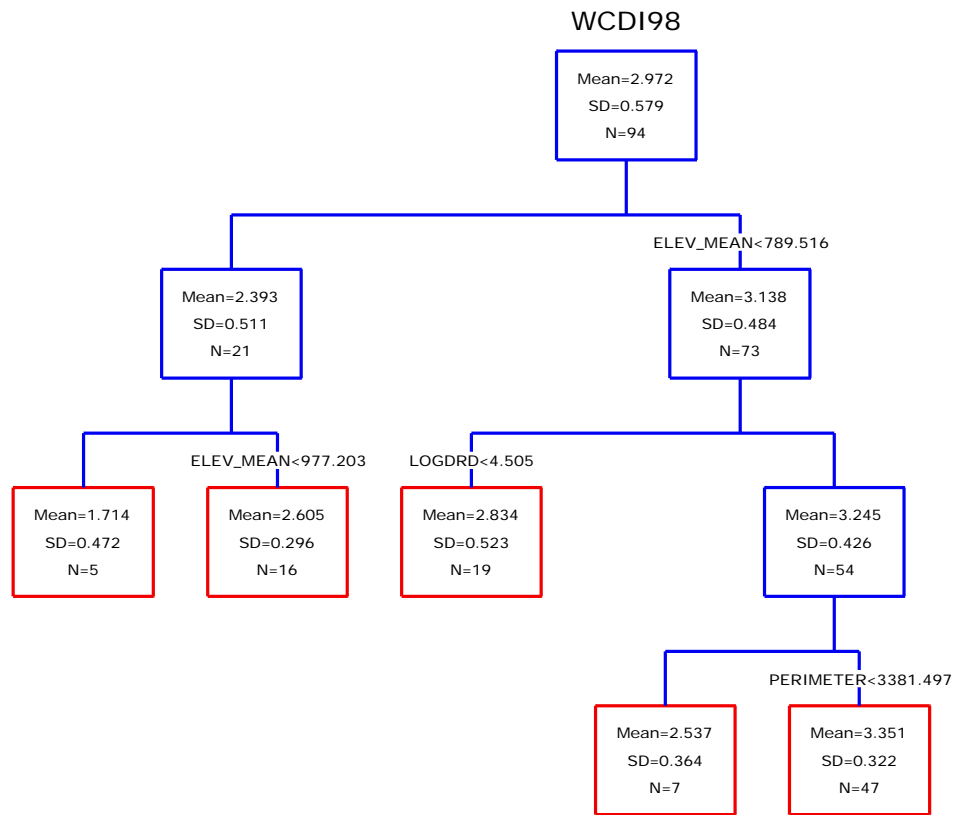 WCDI98
Mean=2.972
SD=0.579
N=94
ELEV_MEAN<789.516
Mean=2.393
SD=0.511
N=21
Mean=3.138
SD=0.484
N=73
ELEV_MEAN<977.203
LOGDRD<4.505
Mean=1.714
SD=0.472
N=5
Mean=2.605
SD=0.296
N=16
Mean=2.834
SD=0.523
N=19
Mean=3.245
SD=0.426
N=54
PERIMETER<3381.497
Mean=2.537
SD=0.364
N=7
Mean=3.351
SD=0.322
N=47